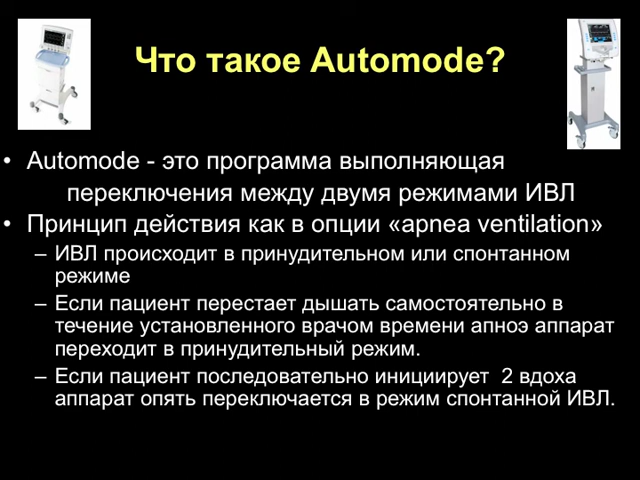 Что такое Automode?
• Automode - это программа выполняющая
переключения между двумя режимами ИВЛ
• Принцип действия как в опции «apnea ventilation»
– ИВЛ происходит в принудительном или спонтанном
режиме
– Если пациент перестает дышать самостоятельно в
течение установленного врачом времени апноэ аппарат
переходит в принудительный режим.
– Если пациент последовательно инициирует 2 вдоха
аппарат опять переключается в режим спонтанной ИВЛ.